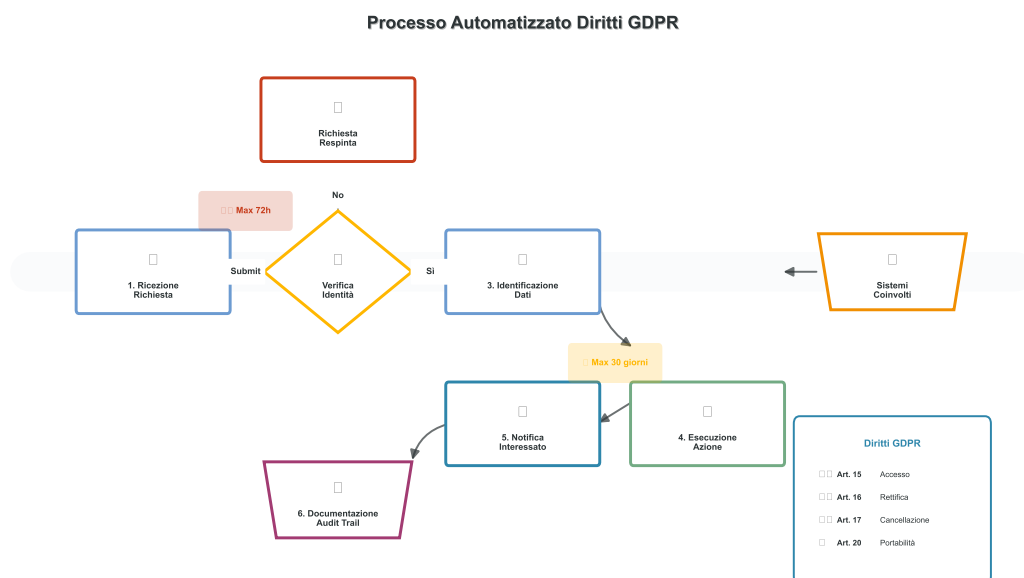 Processo Automatizzato Diritti GDPR
Richiesta
Respinta
No
Max 72h
1. Ricezione
Richiesta
Submit
Verifica
Identità
Sì
3. Identificazione
Dati
Sistemi
Coinvolti
Max 30 giorni
5. Notifica
Interessato
4. Esecuzione
Azione
6. Documentazione
Audit Trail
Diritti GDPR
Art. 15 Accesso
Art. 16 Rettifica
Art. 17 Cancellazione
Art. 20 Portabilità